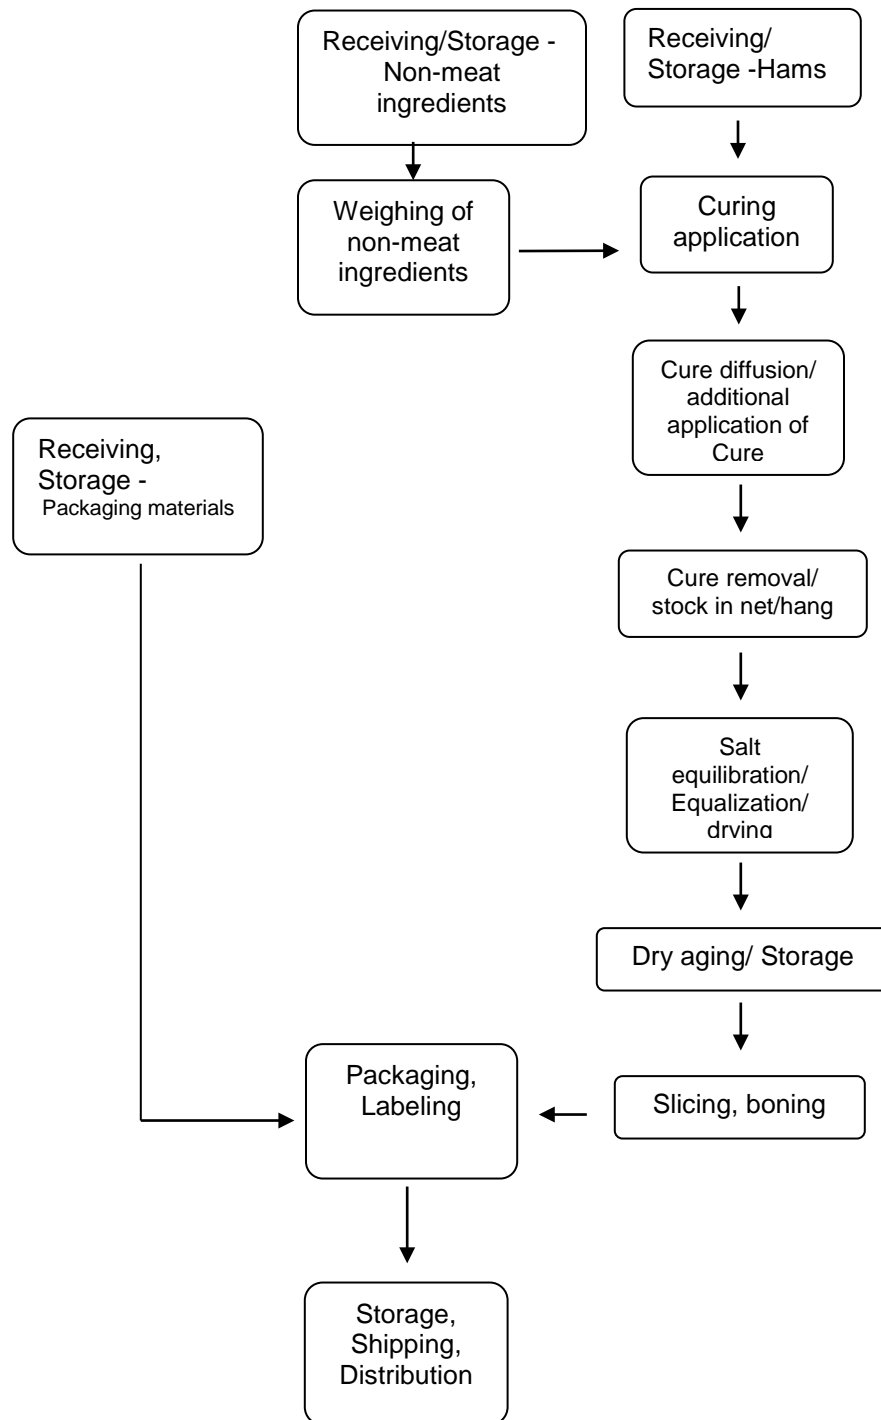 Receiving/Storage -
Non-meat
ingredients
Receiving/
Storage -Hams
Weighing of
non-meat
ingredients
Curing
application
Cure diffusion/
additional
application of
Cure
Receiving,
Storage -
Packaging materials
Cure removal/
stock in net/hang
Salt
equilibration/
Equalization/
drying
Dry aging/ Storage
Packaging,
Labeling
Slicing, boning
Storage,
Shipping,
Distribution